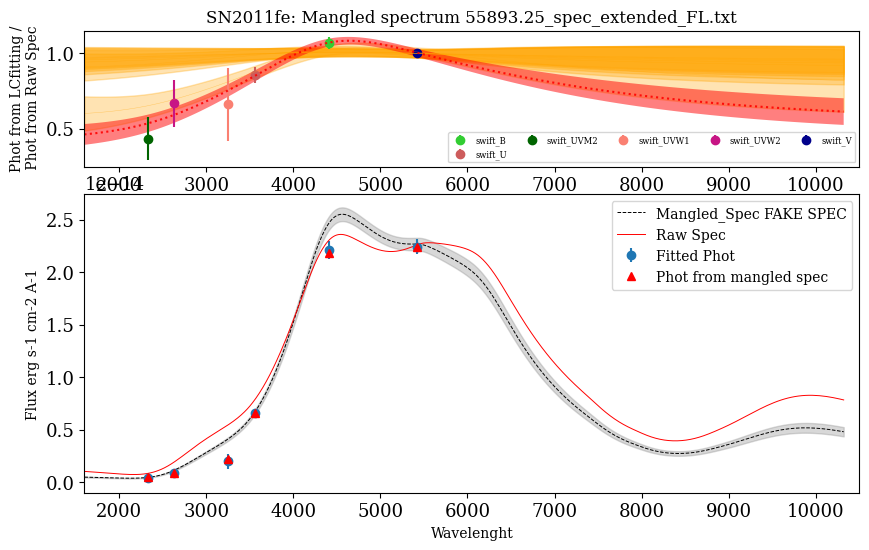 SN2011fe: Mangled spectrum 55893.25_spec_extended_FL.txt
Phot from LCfitting /
Phot from Raw Spec
1.0
0.5
swift_B
swift_UVM2
swift_UVW1
swift_UVW2
swift_V
swift_U
2000 3000 4000 5000 6000 7000 8000 9000 10000
1e−14
Flux erg s-1 cm-2 A-1
2.5
2.0
1.5
1.0
0.5
0.0
Mangled_Spec FAKE SPEC
Raw Spec
Fitted Phot
Phot from mangled spec
2000 3000 4000 5000 6000 7000 8000 9000 10000
Wavelenght